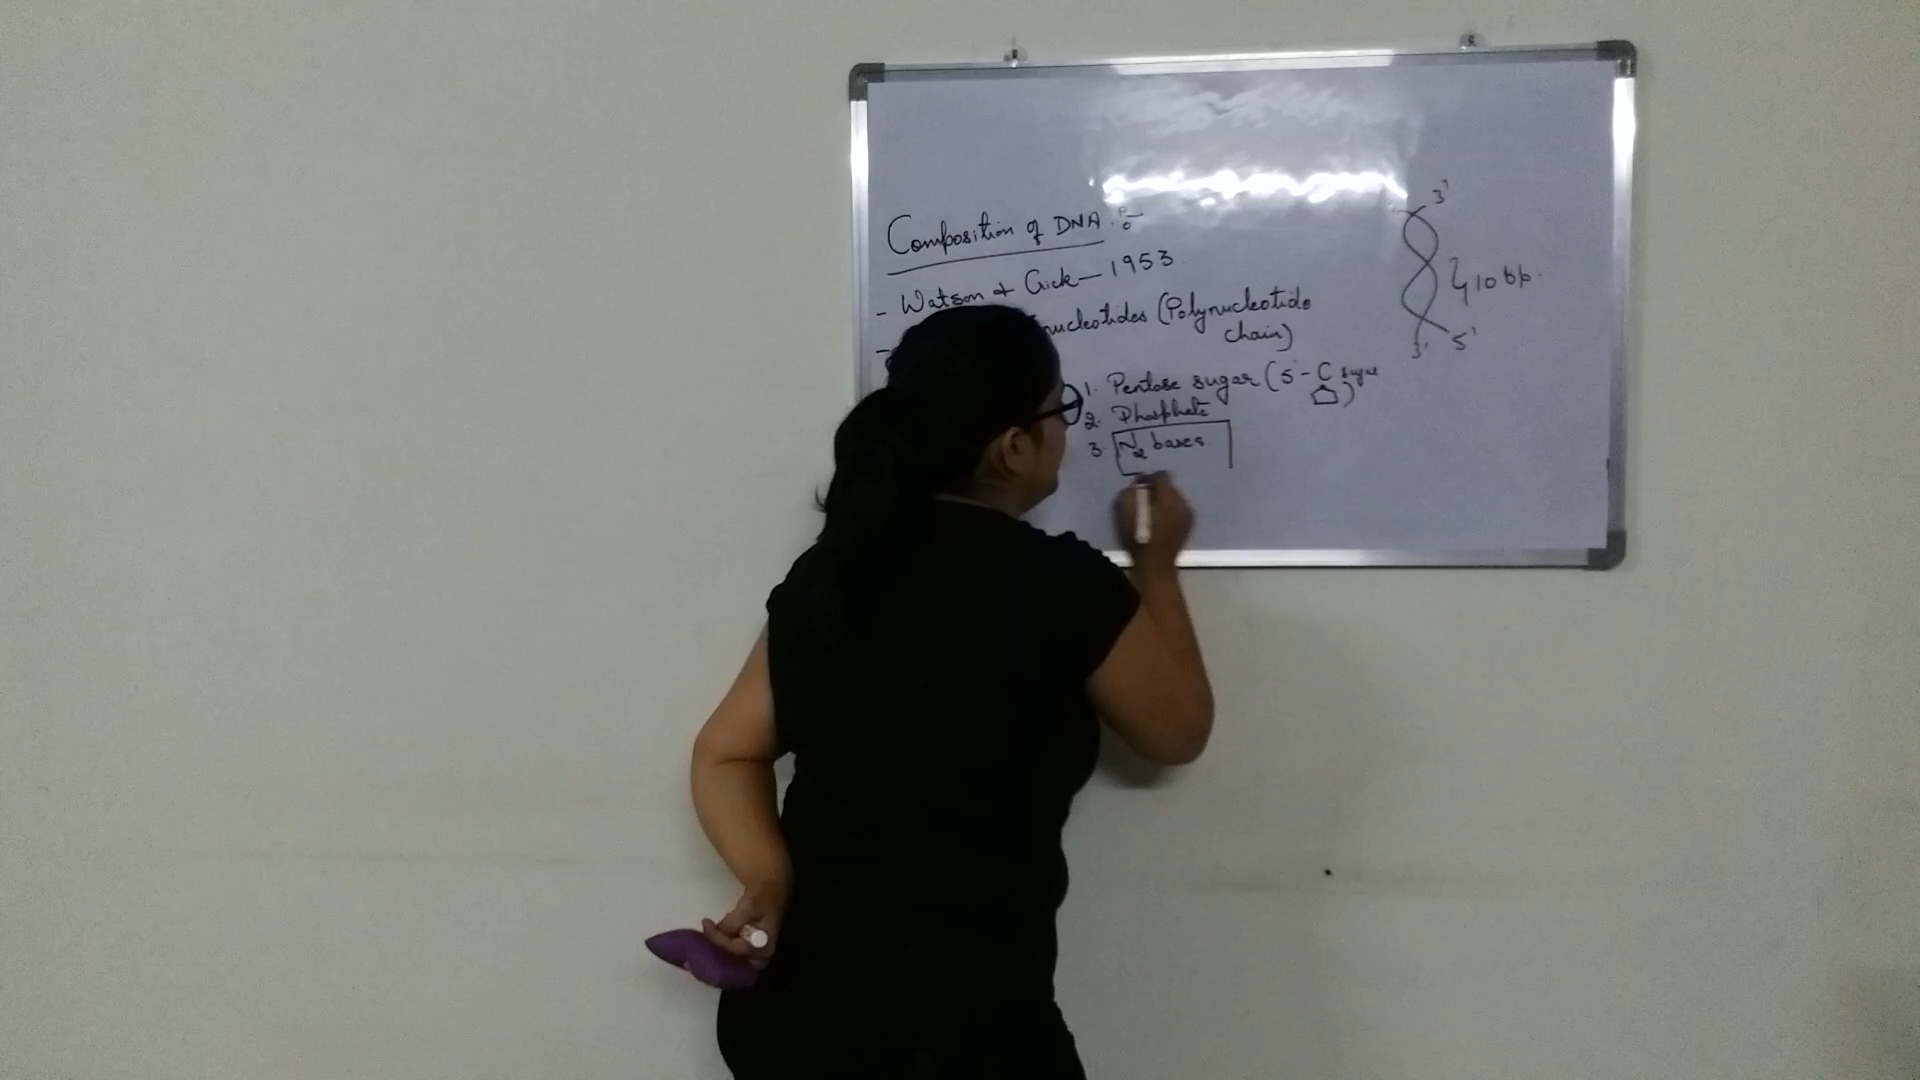 Composition of DNA :-
- Watson & Crick - 1953
- nucleotides (Polynucleotide
chain)
1. Pentose sugar (5 - C sugar
)
2. Phosphate
3. N2 bases.
3'
} 10 bp.
3' 5'